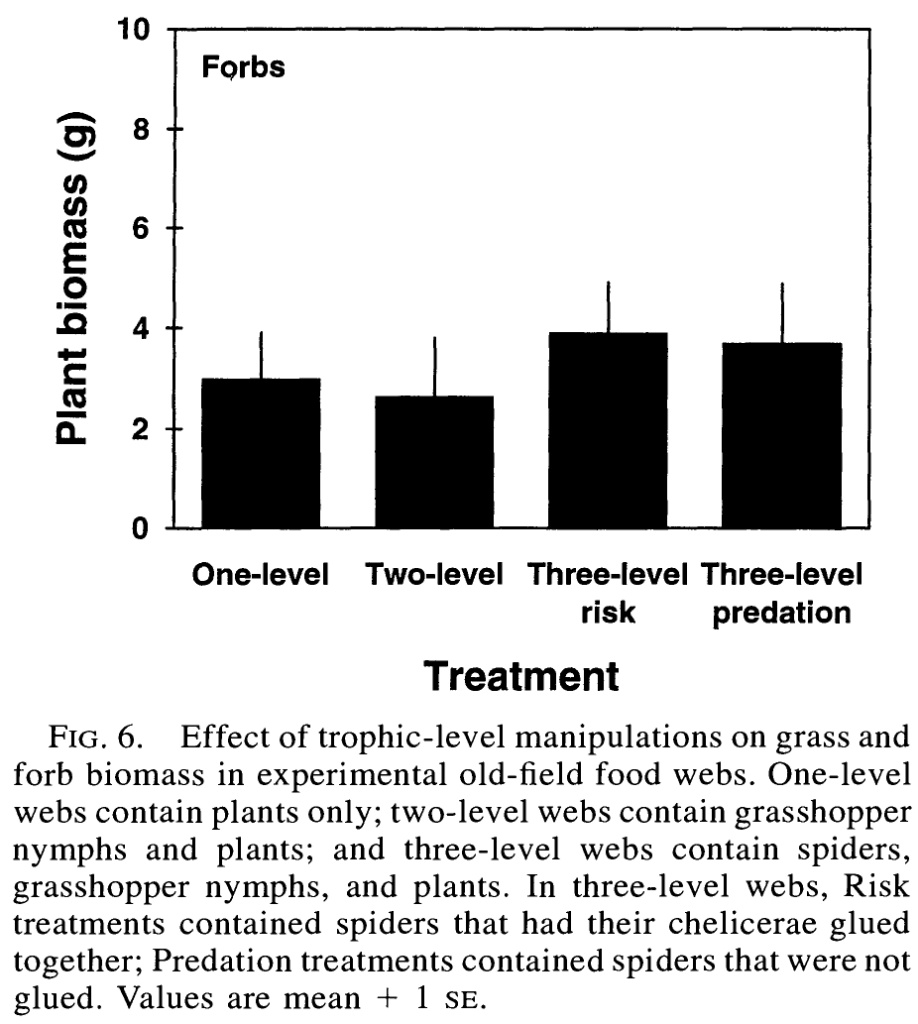 10
Forbs
8
6
4
2
0
Plant biomass (g)
One-level Two-level Three-level Three-level
risk predation
Treatment
FIG. 6. Effect of trophic-level manipulations on grass and
forb biomass in experimental old-field food webs. One-level
webs contain plants only; two-level webs contain grasshopper
nymphs and plants; and three-level webs contain spiders,
grasshopper nymphs, and plants. In three-level webs, Risk
treatments contained spiders that had their chelicerae glued
together; Predation treatments contained spiders that were not
glued. Values are mean + 1 SE.